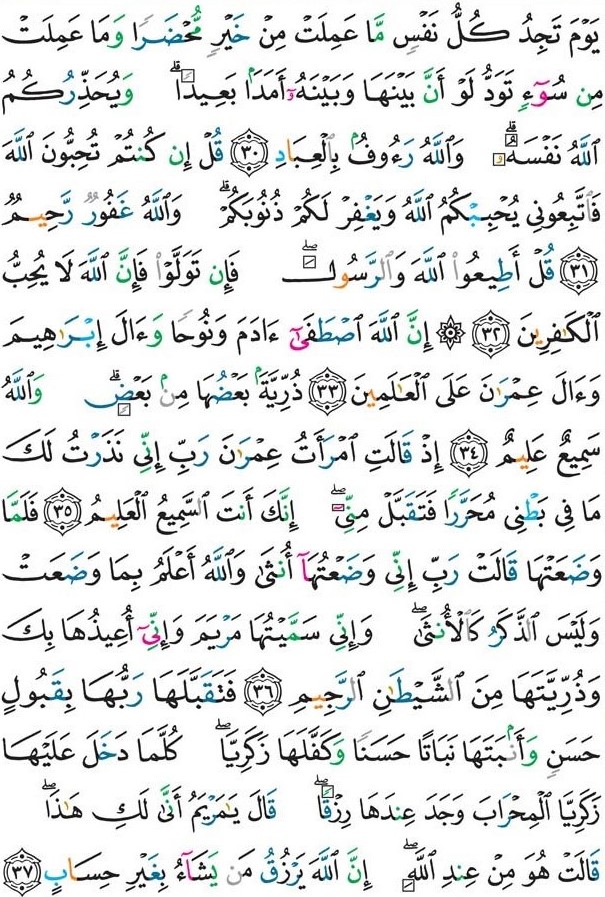 يَوْمَ تَجِدُ كُلُّ نَفْسٍ مَّا عَمِلَتْ مِنْ خَيْرٍ مُّحْضَرًا وَمَا عَمِلَتْ
مِن سُوٓءٍ تَوَدُّ لَوْ أَنَّ بَيْنَهَا وَبَيْنَهُۥٓ أَمَدَۢا بَعِيدًاۗ وَيُحَذِّرُكُمُ
ٱللَّهُ نَفْسَهُۥۗ وَٱللَّهُ رَءُوفُۢ بِٱلْعِبَادِ ٣٠ قُلْ إِن كُنتُمْ تُحِبُّونَ ٱللَّهَ
فَٱتَّبِعُونِي يُحْبِبْكُمُ ٱللَّهُ وَيَغْفِرْ لَكُمْ ذُنُوبَكُمْۗ وَٱللَّهُ غَفُورٌ رَّحِيمٌ
٣١ قُلْ أَطِيعُوا۟ ٱللَّهَ وَٱلرَّسُولَۖ فَإِن تَوَلَّوْا۟ فَإِنَّ ٱللَّهَ لَا يُحِبُّ
ٱلْكَٰفِرِينَ ٣٢ ۞ إِنَّ ٱللَّهَ ٱصْطَفَىٰٓ ءَادَمَ وَنُوحًا وَءَالَ إِبْرَٰهِيمَ
وَءَالَ عِمْرَٰنَ عَلَى ٱلْعَٰلَمِينَ ٣٣ ذُرِّيَّةَۢ بَعْضُهَا مِنۢ بَعْضٍۗ وَٱللَّهُ
سَمِيعٌ عَلِيمٌ ٣٤ إِذْ قَالَتِ ٱمْرَأَتُ عِمْرَٰنَ رَبِّ إِنِّي نَذَرْتُ لَكَ
مَا فِي بَطْنِي مُحَرَّرًا فَتَقَبَّلْ مِنِّيٓۖ إِنَّكَ أَنتَ ٱلسَّمِيعُ ٱلْعَلِيمُ ٣٥ فَلَمَّا
وَضَعَتْهَا قَالَتْ رَبِّ إِنِّي وَضَعْتُهَآ أُنثَىٰ وَٱللَّهُ أَعْلَمُ بِمَا وَضَعَتْ
وَلَيْسَ ٱلذَّكَرُ كَٱلْأُنثَىٰۖ وَإِنِّي سَمَّيْتُهَا مَرْيَمَ وَإِنِّيٓ أُعِيذُهَا بِكَ
وَذُرِّيَّتَهَا مِنَ ٱلشَّيْطَٰنِ ٱلرَّجِيمِ ٣٦ فَتَقَبَّلَهَا رَبُّهَا بِقَبُولٍ
حَسَنٍ وَأَنۢبَتَهَا نَبَاتًا حَسَنًا وَكَفَّلَهَا زَكَرِيَّاۖ كُلَّمَا دَخَلَ عَلَيْهَا
زَكَرِيَّا ٱلْمِحْرَابَ وَجَدَ عِندَهَا رِزْقًاۖ قَالَ يَٰمَرْيَمُ أَنَّىٰ لَكِ هَٰذَاۖ
قَالَتْ هُوَ مِنْ عِندِ ٱللَّهِۖ إِنَّ ٱللَّهَ يَرْزُقُ مَن يَشَآءُ بِغَيْرِ حِسَابٍ ٣٧